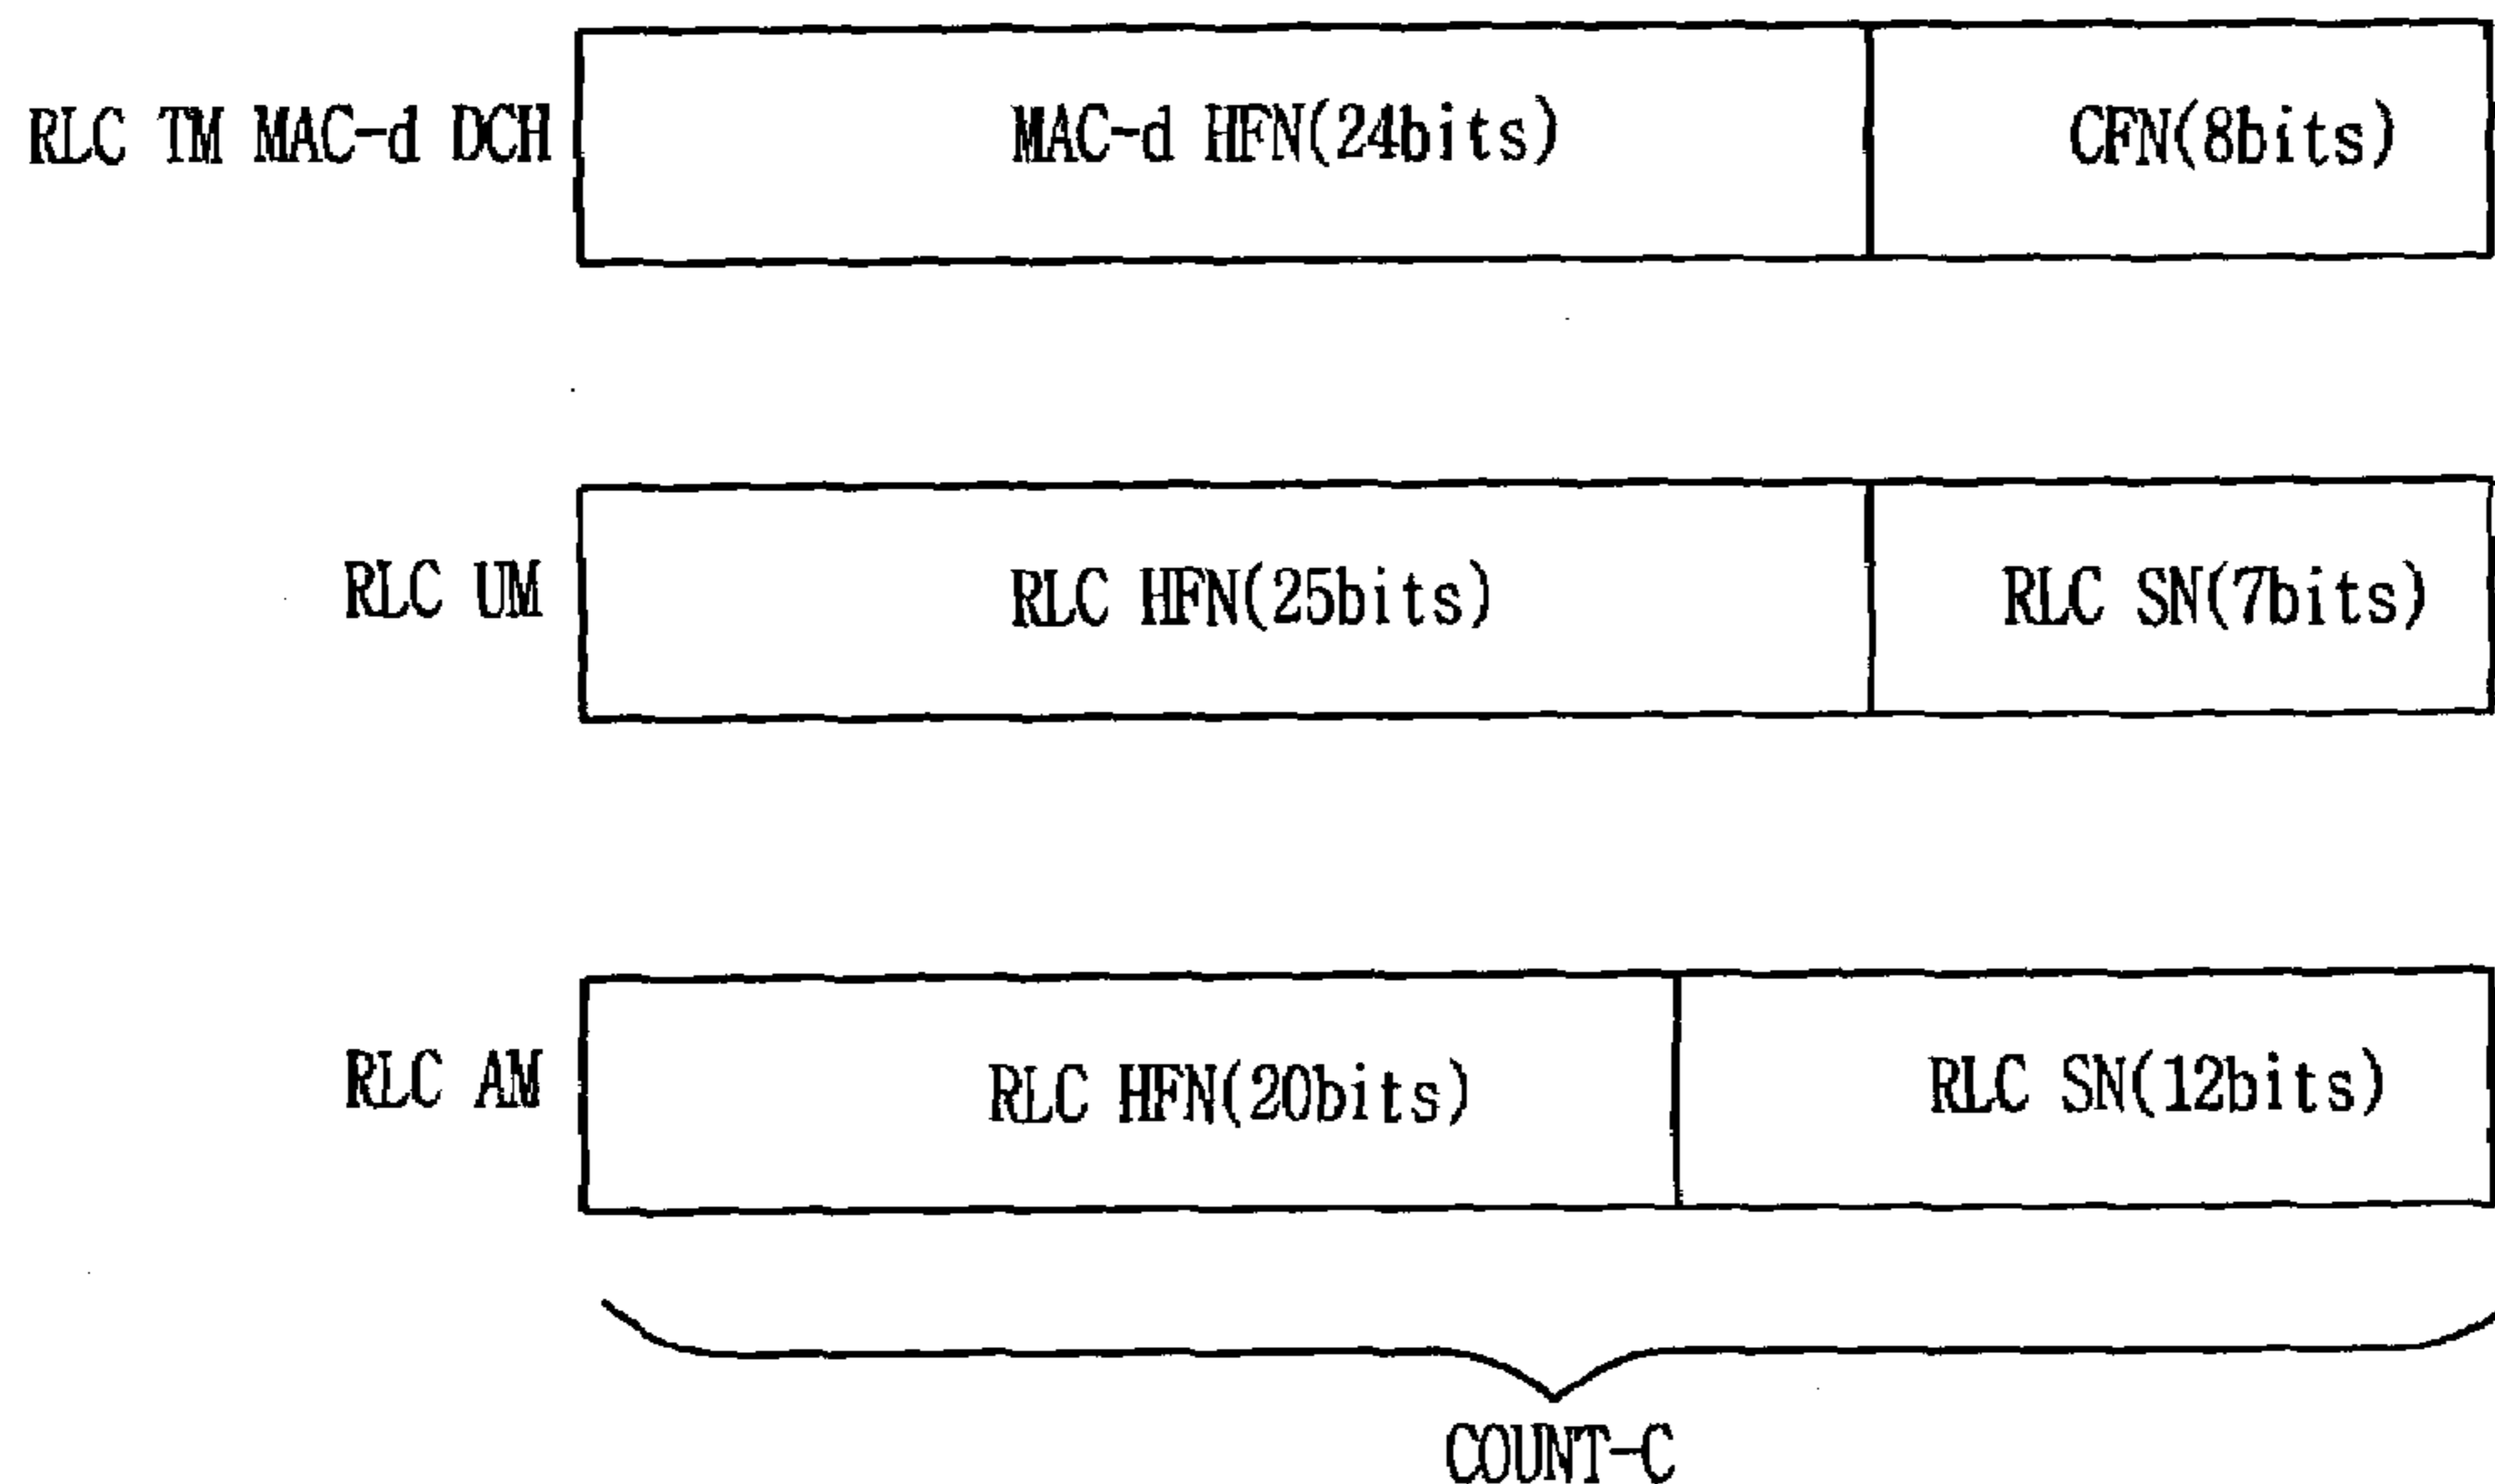 RLC TM MAC-d DCH MAC-d HFN(24bits) CFN(8bits)
RLC UM RLC HFN(25bits) RLC SN(7bits)
RLC AM RLC HFN(20bits) RLC SN(12bits)
COUNT-C